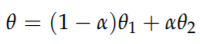 θ = (1 − α)θ₁ + αθ₂